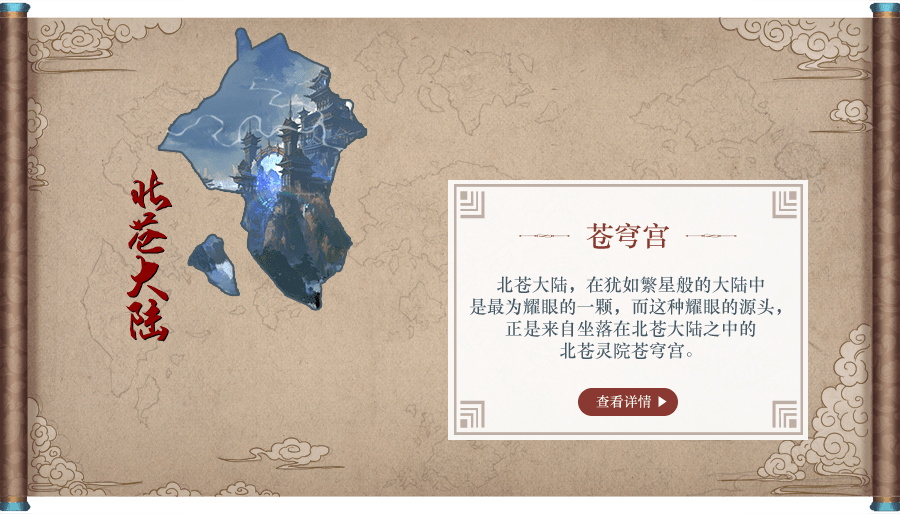 北苍大陆
苍穹宫
北苍大陆，在犹如繁星般的大陆中
是最为耀眼的一颗，而这种耀眼的源头，
正是来自坐落在北苍大陆之中的
北苍灵院苍穹宫。
查看详情